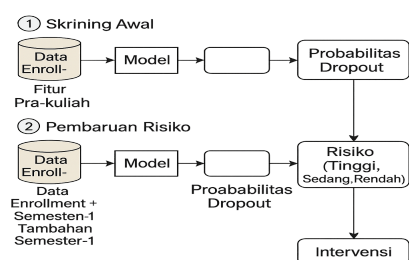 1 Skrining Awal
Data
Enroll-
Model
Probabilitas
Dropout
Fitur
Pra-kuliah
2 Pembaruan Risiko
Data
Enroll-
Model
Proababilitas
Dropout
Risiko
(Tinggi,
Sedang,Rendah)
Data
Enrollment +
Semesten-1
Tambahan
Semester-1
Intervensi